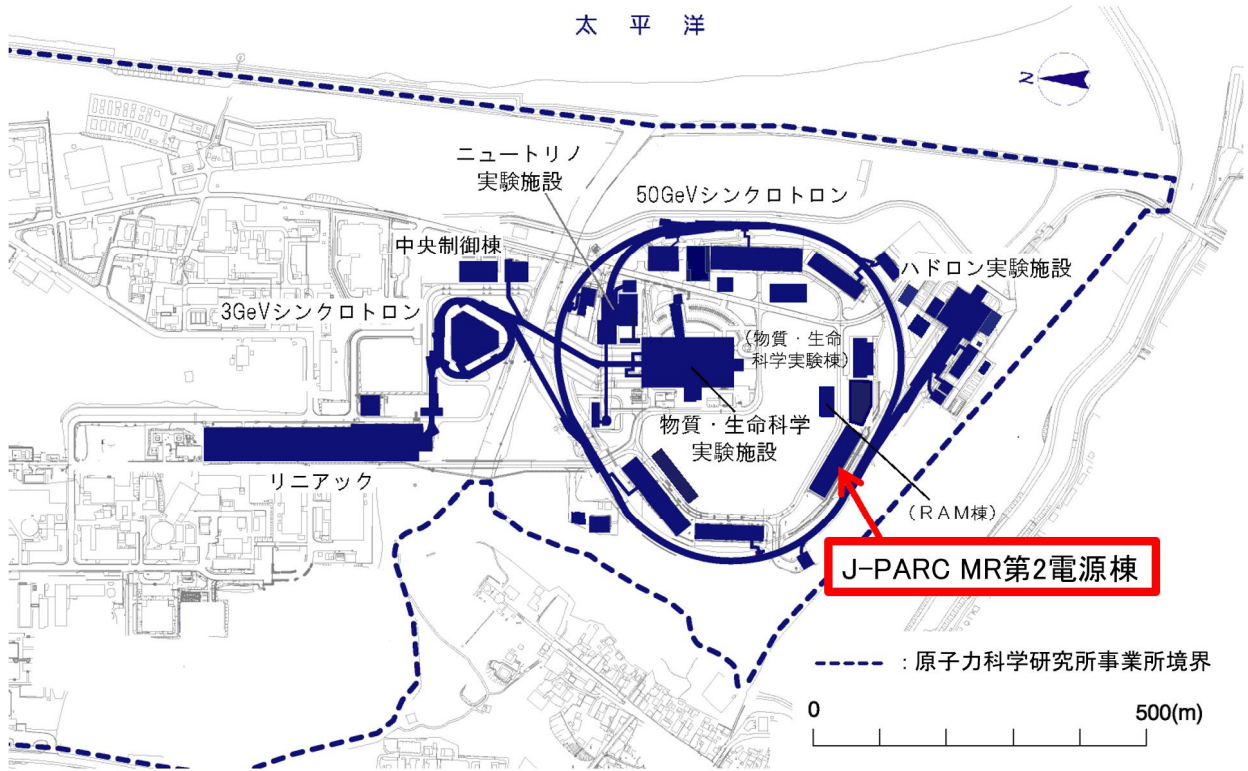 太 平 洋
N
ニュートリノ
実験施設
50GeVシンクロトロン
中央制御棟
ハドロン実験施設
3GeVシンクロトロン
(物質・生命
科学実験棟)
物質・生命科学
実験施設
リニアック
(RAM棟)
J-PARC MR第2電源棟
:原子力科学研究所事業所境界
0
500(m)